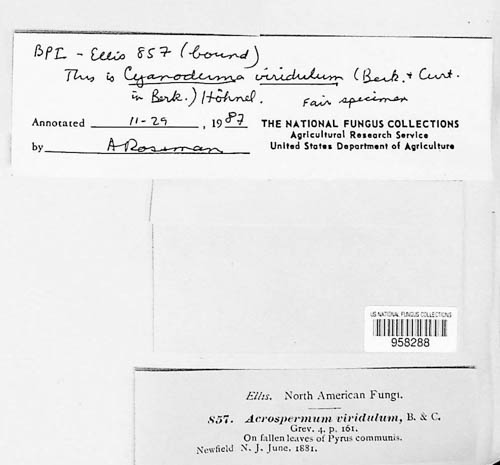 BPI - Ellis 857 (bound)
This is Cyanoderma viridulum (Berk. & Curt.
in Berk.) Höhnel. Fair specimen
Annotated 11-29, 1987 THE NATIONAL FUNGUS COLLECTIONS
Agricultural Research Service
by A Rossman United States Department of Agriculture
US NATIONAL FUNGUS COLLECTIONS
958288
Ellis. North American Fungi.
857. Acrospermum viridulum, B. & C.
Grev. 4. p. 161.
On fallen leaves of Pyrus communis.
Newfield N. J. June, 1881.